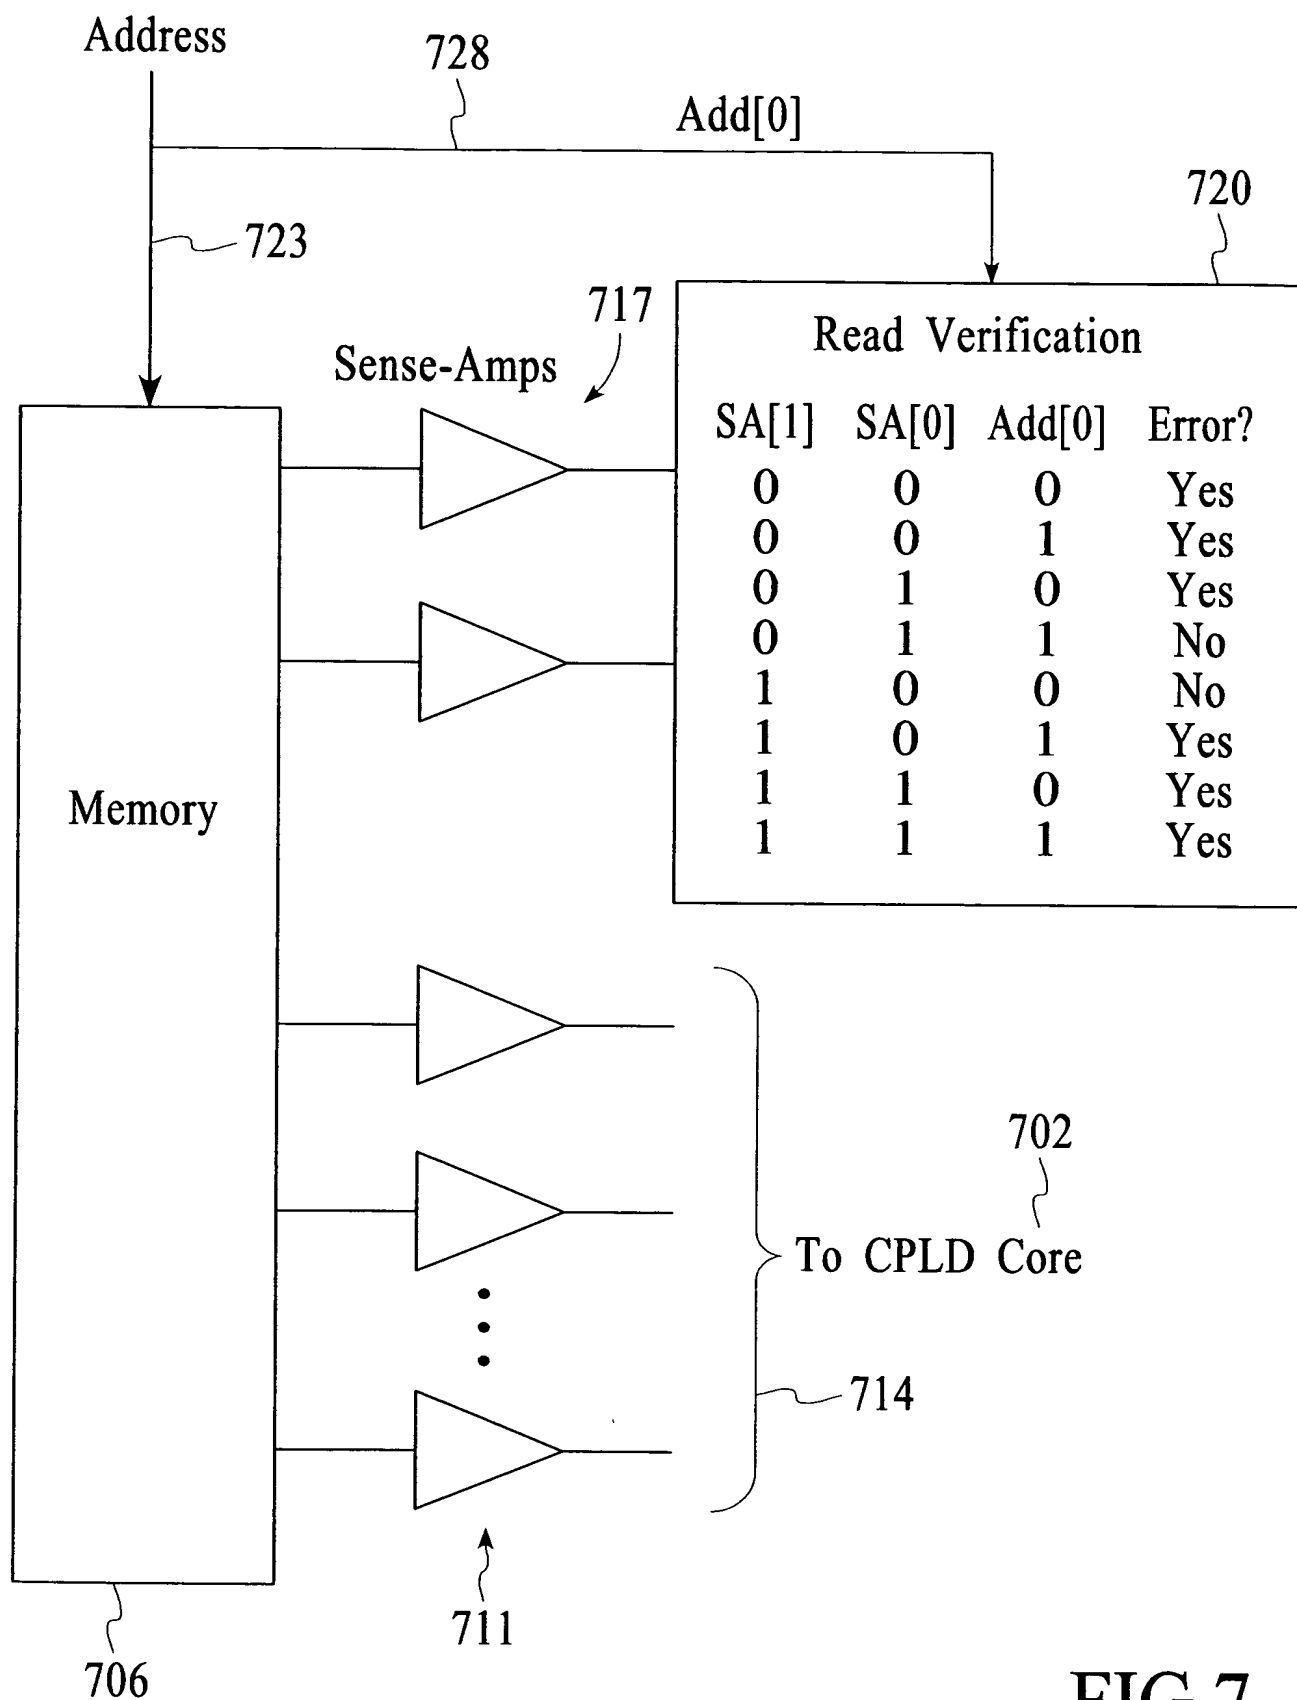 Address
728
Add[0]
720
723
717
Sense-Amps
Read Verification
SA[1] SA[0] Add[0] Error?
0 0 0 Yes
0 0 1 Yes
0 1 0 Yes
0 1 1 No
1 0 0 No
1 0 1 Yes
1 1 0 Yes
1 1 1 Yes
Memory
702
To CPLD Core
714
711
706
FIG.7